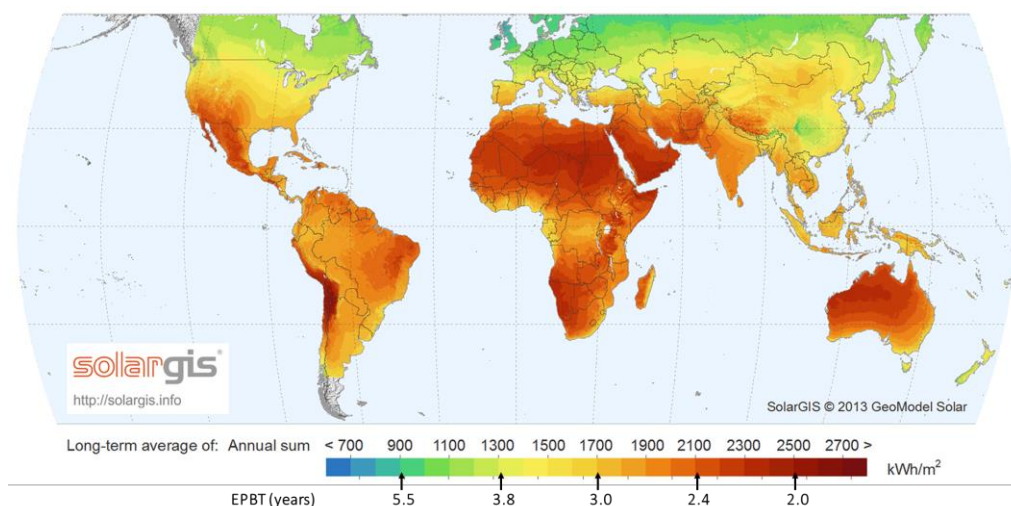 solargis®
http://solargis.info
SolarGIS © 2013 GeoModel Solar
Long-term average of: Annual sum < 700 900 1100 1300 1500 1700 1900 2100 2300 2500 2700 >
kWh/m²
EPBT (years) 5.5 3.8 3.0 2.4 2.0